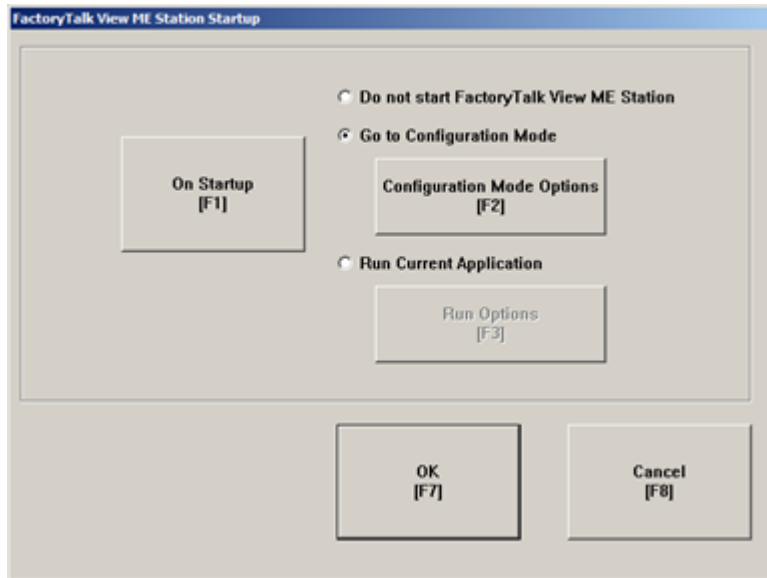 FactoryTalk View ME Station Startup
Do not start FactoryTalk View ME Station
Go to Configuration Mode
On Startup
[F1]
Configuration Mode Options
[F2]
Run Current Application
Run Options
[F3]
OK
[F7]
Cancel
[F8]